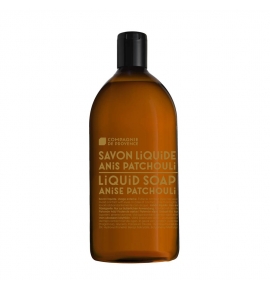 COMPAGNIE
DE PROVENCE
SAVON LIQUIDE
ANIS PATCHOULI
LIQUID SOAP
ANISE PATCHOULI